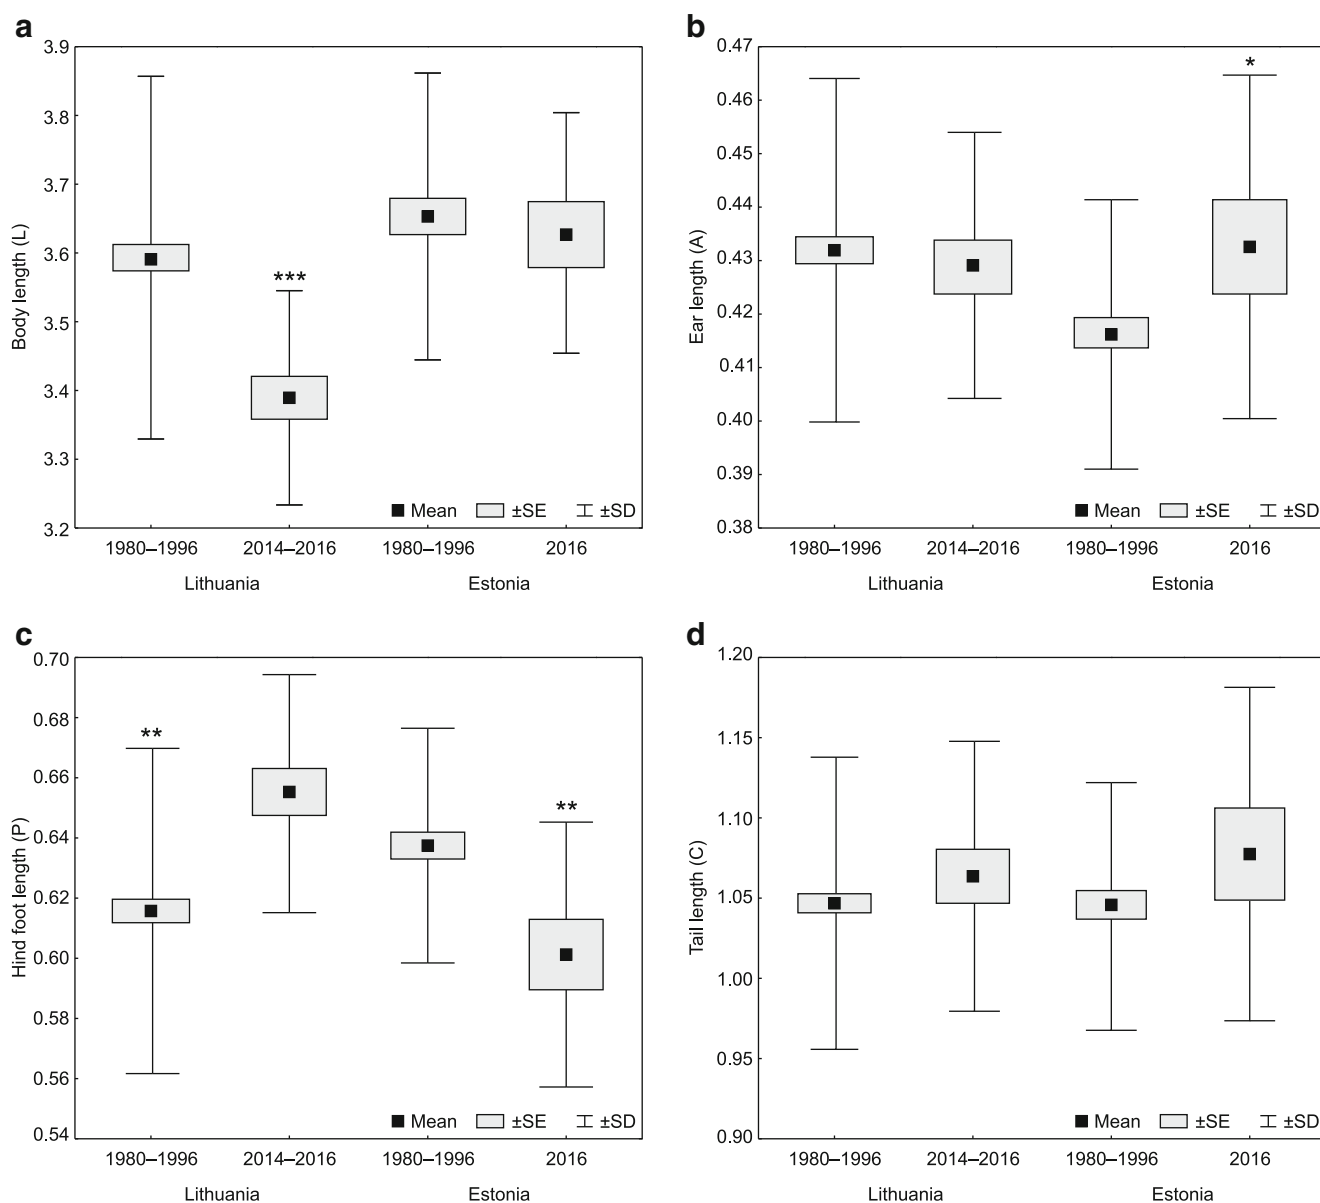 a
Body length (L)
3.9
3.8
3.7
3.6
3.5
3.4
3.3
3.2
***
Mean ±SE ±SD
1980–1996 2014–2016 1980–1996 2016
Lithuania Estonia
b
Ear length (A)
0.47
0.46
0.45
0.44
0.43
0.42
0.41
0.40
0.39
0.38
*
Mean ±SE ±SD
1980–1996 2014–2016 1980–1996 2016
Lithuania Estonia
c
Hind foot length (P)
0.70
0.68
0.66
0.64
0.62
0.60
0.58
0.56
0.54
**
**
Mean ±SE ±SD
1980–1996 2014–2016 1980–1996 2016
Lithuania Estonia
d
Tail length (C)
1.20
1.15
1.10
1.05
1.00
0.95
0.90
Mean ±SE ±SD
1980–1996 2014–2016 1980–1996 2016
Lithuania Estonia